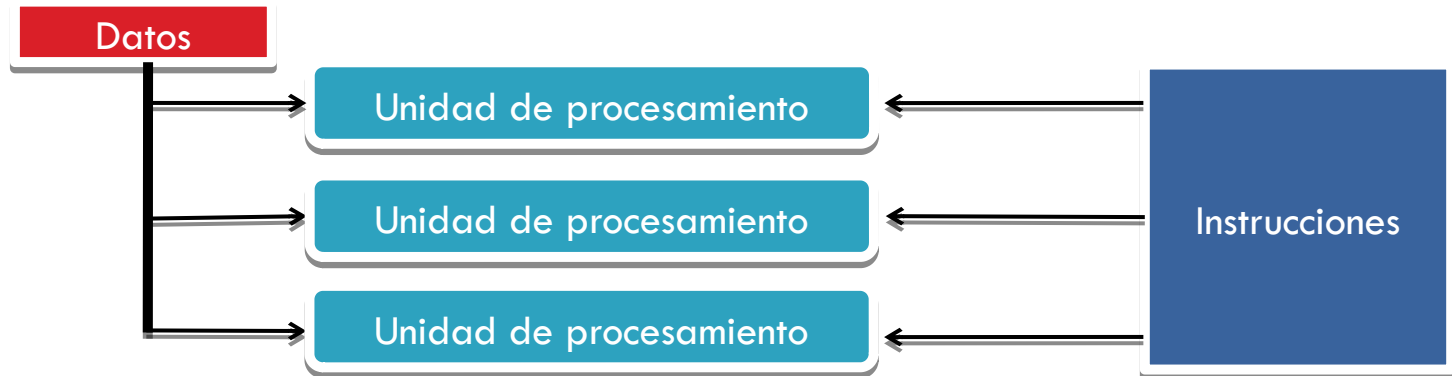 Datos
Unidad de procesamiento
Unidad de procesamiento
Instrucciones
Unidad de procesamiento